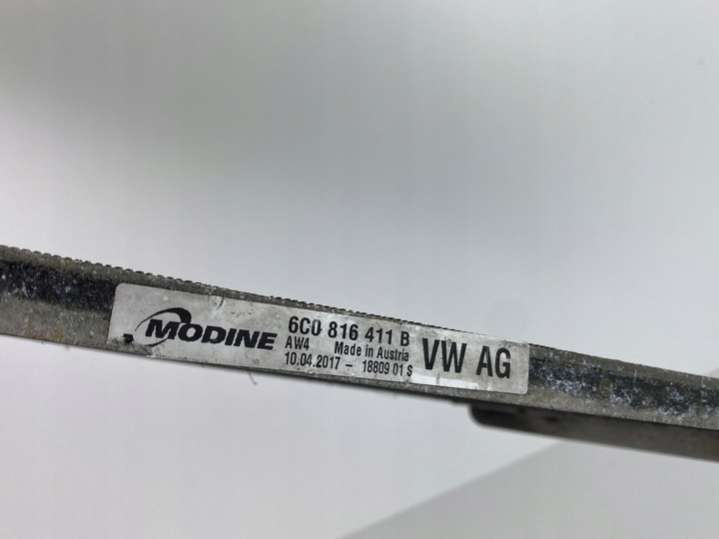 MODINE
6C0 816 411 B
AW4 Made in Austria
10.04.2017 - 18809 01 S
VW AG